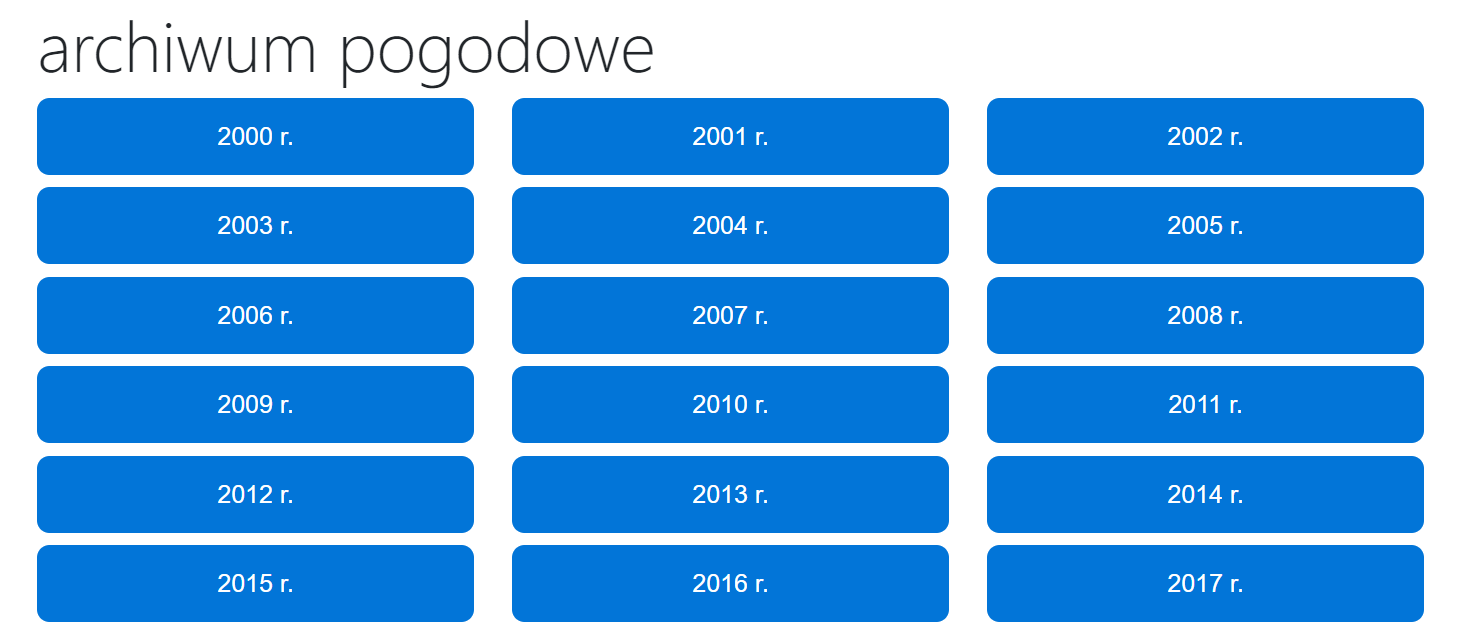 archiwum pogodowe
2000 r.
2001 r.
2002 r.
2003 r.
2004 r.
2005 r.
2006 r.
2007 r.
2008 r.
2009 r.
2010 r.
2011 r.
2012 r.
2013 r.
2014 r.
2015 r.
2016 r.
2017 r.